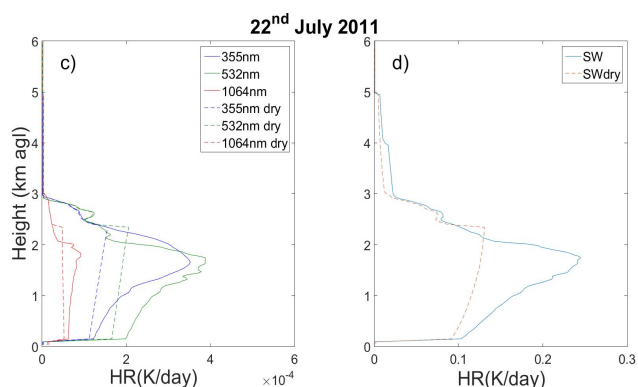 22nd July 2011
c)
355nm
532nm
1064nm
355nm dry
532nm dry
1064nm dry
d)
SW
SWdry
Height (km agl)
6
5
4
3
2
1
0
0
2
4
6
×10-4
HR(K/day)
6
5
4
3
2
1
0
0
0.1
0.2
0.3
HR(K/day)